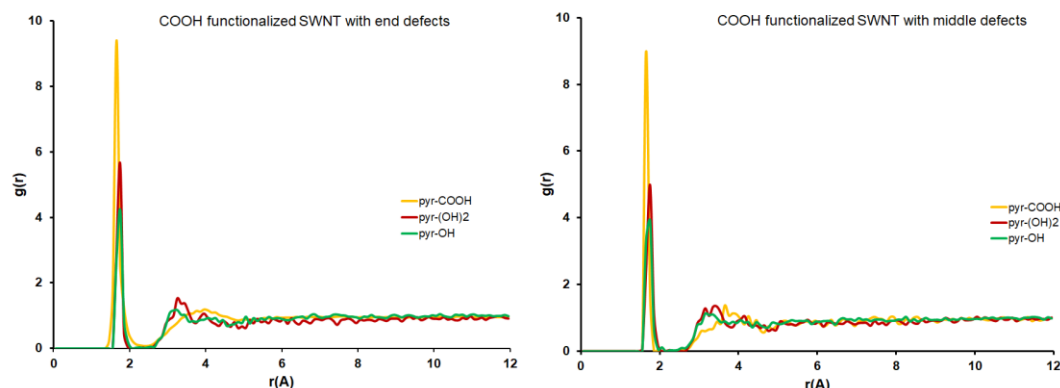 COOH functionalized SWNT with end defects
10
8
6
4
2
0
g(r)
0 2 4 6 8 10 12
r(A)
pyr-COOH
pyr-(OH)2
pyr-OH
COOH functionalized SWNT with middle defects
10
8
6
4
2
0
g(r)
0 2 4 6 8 10 12
r(A)
pyr-COOH
pyr-(OH)2
pyr-OH